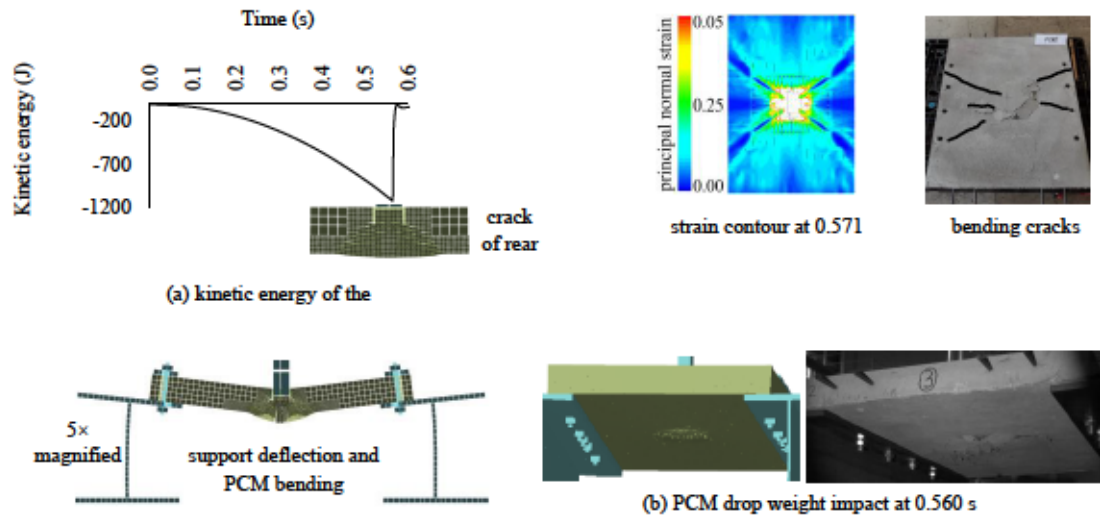 Time (s)
0.0
0.1
0.2
0.3
0.4
0.5
0.6
Kinetic energy (J)
-200
-700
-1200
crack
of rear
(a) kinetic energy of the
principal normal strain
0.05
0.25
0.00
strain contour at 0.571
bending cracks
5×
magnified
support deflection and
PCM bending
3
(b) PCM drop weight impact at 0.560 s